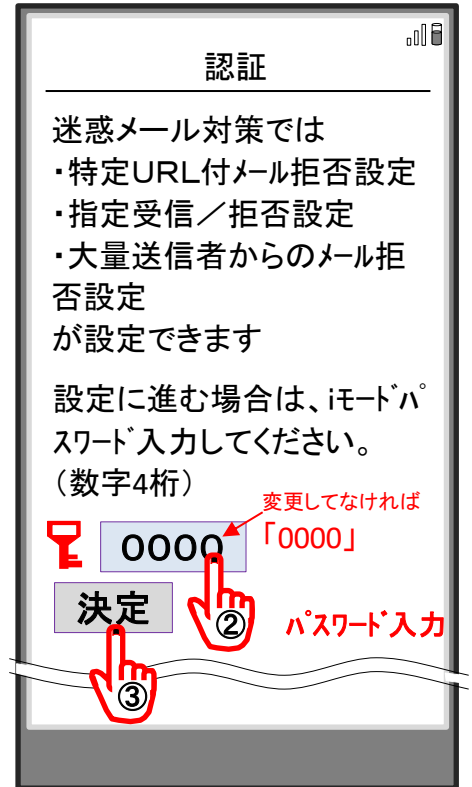 認証
迷惑メール対策では
・特定URL付ﾒｰﾙ拒否設定
・指定受信／拒否設定
・大量送信者からのﾒｰﾙ拒
否設定
が設定できます
設定に進む場合は、iﾓｰﾄﾞﾊﾟ
ｽﾜｰﾄﾞ入力してください。
（数字4桁）
変更してなければ
「0000」
0000
決定
②
ﾊﾟｽﾜｰﾄﾞ入力
③